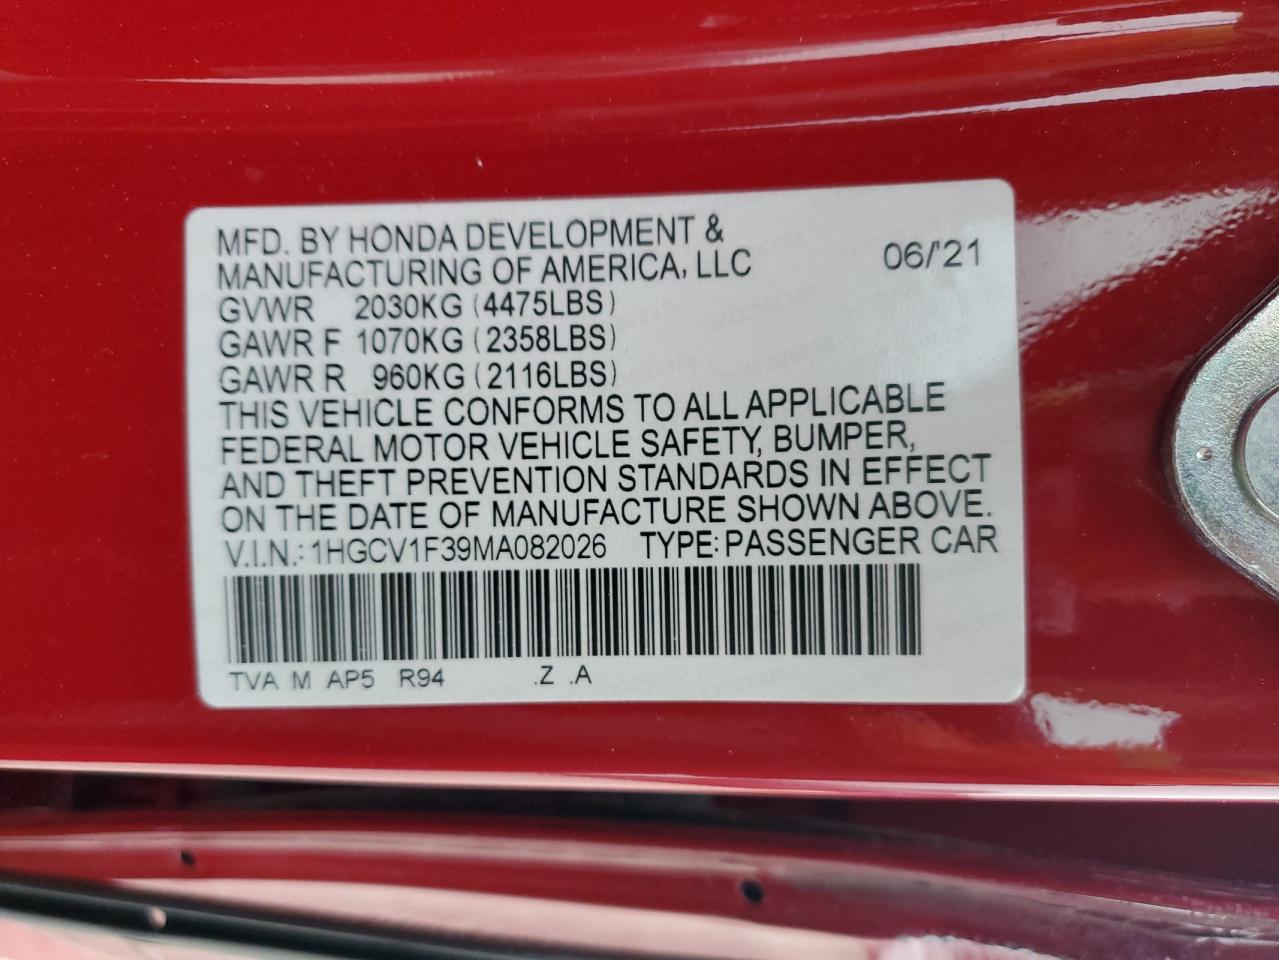 MFD. BY HONDA DEVELOPMENT &
MANUFACTURING OF AMERICA, LLC 06/'21
GVWR 2030KG (4475LBS)
GAWR F 1070KG (2358LBS)
GAWR R 960KG (2116LBS)
THIS VEHICLE CONFORMS TO ALL APPLICABLE
FEDERAL MOTOR VEHICLE SAFETY, BUMPER,
AND THEFT PREVENTION STANDARDS IN EFFECT
ON THE DATE OF MANUFACTURE SHOWN ABOVE.
V.I.N.: 1HGCV1F39MA082026 TYPE: PASSENGER CAR
TVA M AP5 R94 .Z .A